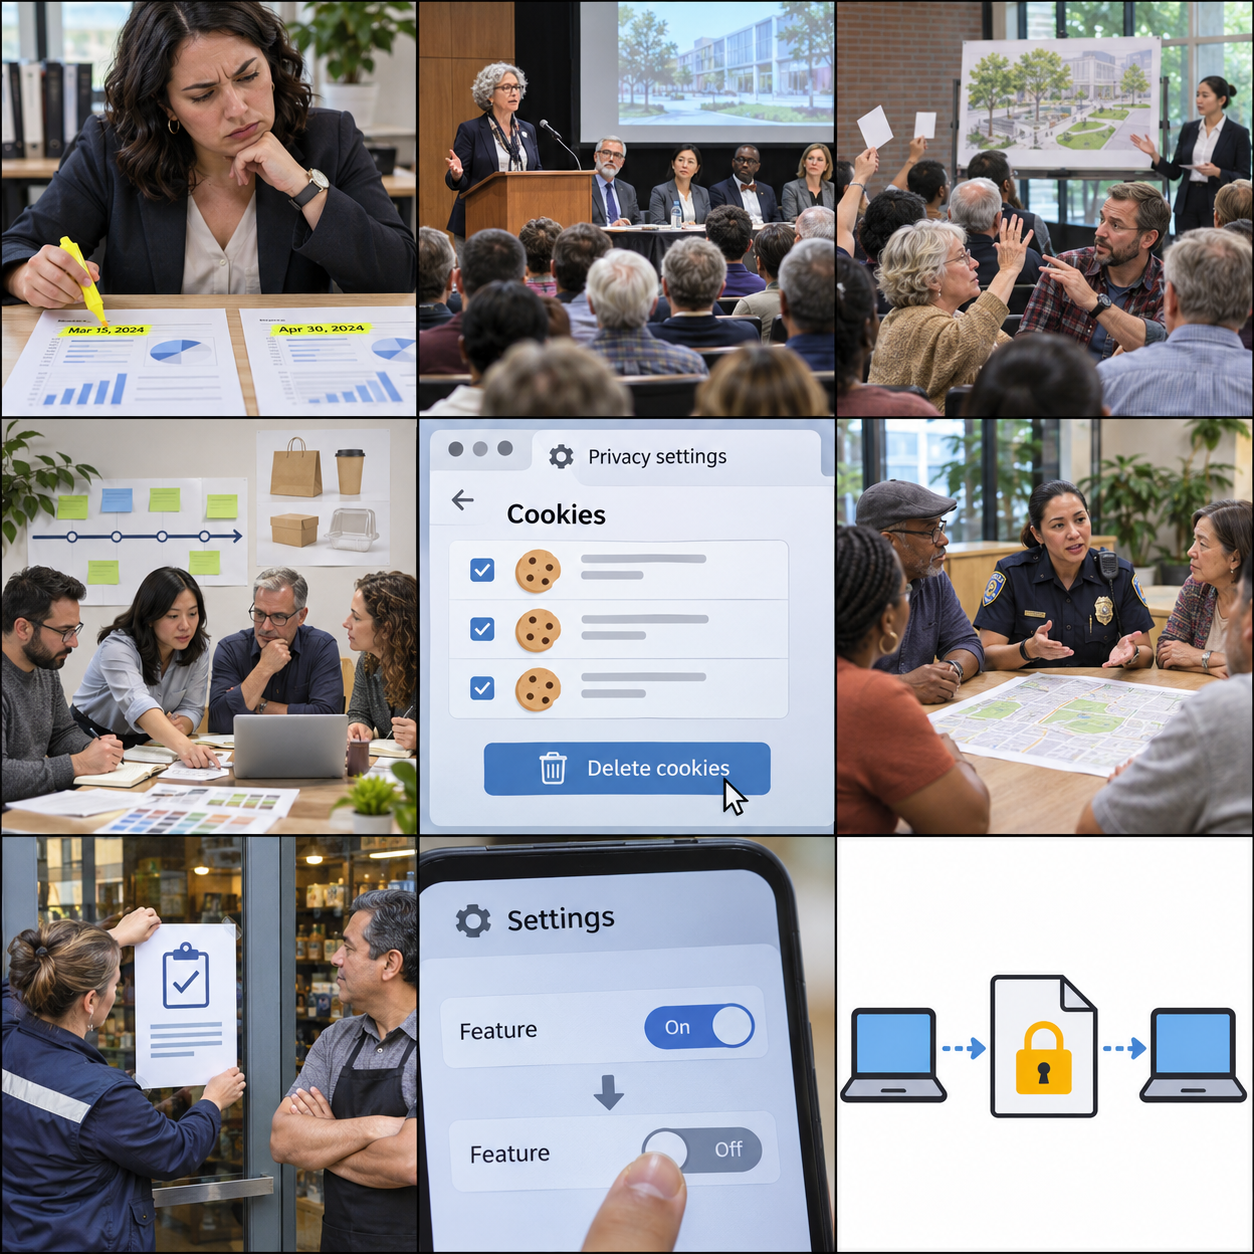 Mar 15, 2024
Apr 30, 2024
Privacy settings
Cookies
Delete cookies
Settings
Feature
On
Feature
Off